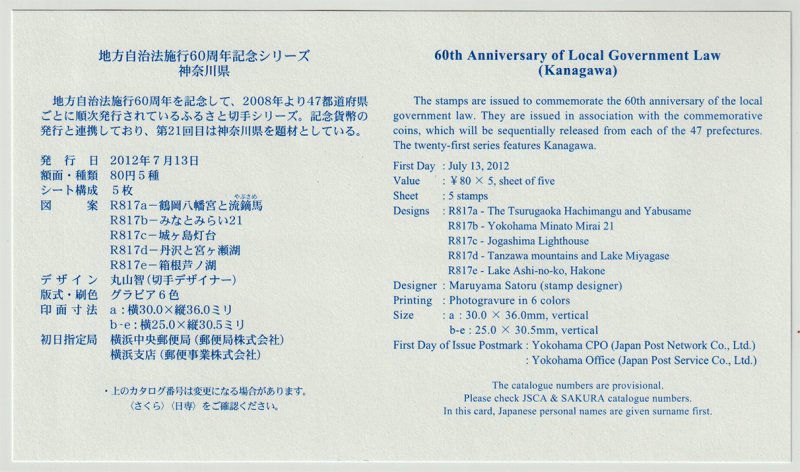 地方自治法施行60周年記念シリーズ
神奈川県
地方自治法施行60周年を記念して、2008年より47都道府県
ごとに順次発行されているふるさと切手シリーズ。記念貨幣の
発行と連携しており、第21回目は神奈川県を題材としている。
発行日 2012年7月13日
額面・種類 80円5種
シート構成 5枚
やぶさめ
図案 R817a－鶴岡八幡宮と流鏑馬
R817b－みなとみらい21
R817c－城ヶ島灯台
R817d－丹沢と宮ヶ瀬湖
R817e－箱根芦ノ湖
デザイン 丸山智(切手デザイナー)
版式・刷色 グラビア6色
印面寸法 a：横30.0×縦36.0ミリ
b-e：横25.0×縦30.5ミリ
初日指定局 横浜中央郵便局(郵便局株式会社)
横浜支店(郵便事業株式会社)
・上のカタログ番号は変更になる場合があります。
〈さくら〉〈日専〉をご確認ください。
60th Anniversary of Local Government Law
(Kanagawa)
The stamps are issued to commemorate the 60th anniversary of the local
government law. They are issued in association with the commemorative
coins, which will be sequentially released from each of the 47 prefectures.
The twenty-first series features Kanagawa.
First Day : July 13, 2012
Value : ¥80 × 5, sheet of five
Sheet : 5 stamps
Designs : R817a - The Tsurugaoka Hachimangu and Yabusame
R817b - Yokohama Minato Mirai 21
R817c - Jogashima Lighthouse
R817d - Tanzawa mountains and Lake Miyagase
R817e - Lake Ashi-no-ko, Hakone
Designer : Maruyama Satoru (stamp designer)
Printing : Photogravure in 6 colors
Size : a : 30.0 × 36.0mm, vertical
b-e : 25.0 × 30.5mm, vertical
First Day of Issue Postmark : Yokohama CPO (Japan Post Network Co., Ltd.)
: Yokohama Office (Japan Post Service Co., Ltd.)
The catalogue numbers are provisional.
Please check JSCA & SAKURA catalogue numbers.
In this card, Japanese personal names are given surname first.